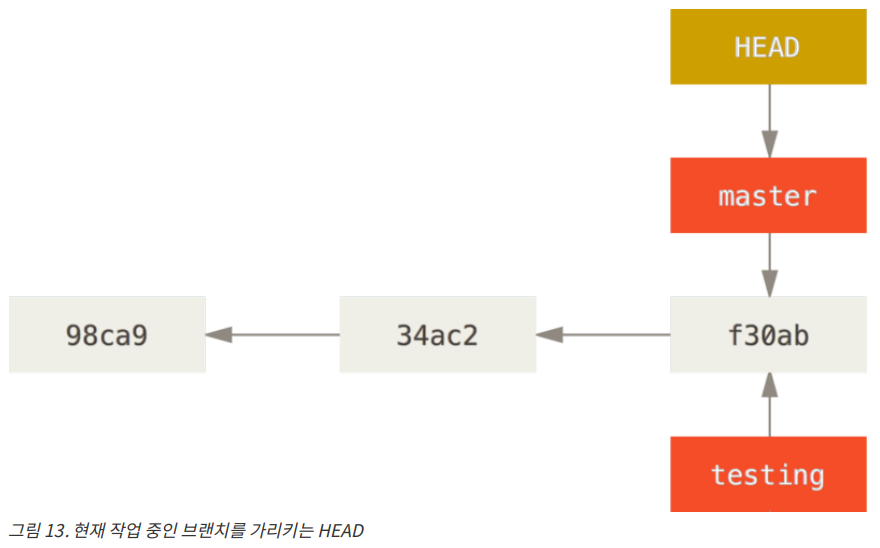 HEAD
master
98ca9
34ac2
f30ab
testing
그림 13. 현재 작업 중인 브랜치를 가리키는 HEAD